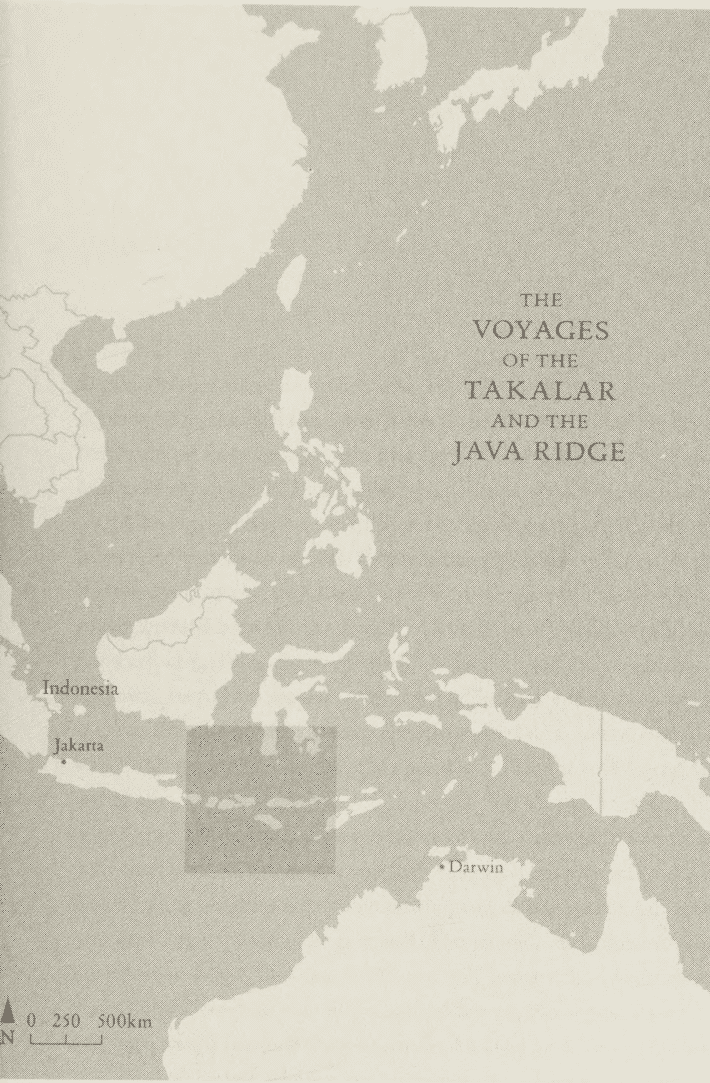 THE
VOYAGES
OF THE
TAKALAR
AND THE
JAVA RIDGE
Indonesia
Jakarta
Darwin
0 250 500km
N